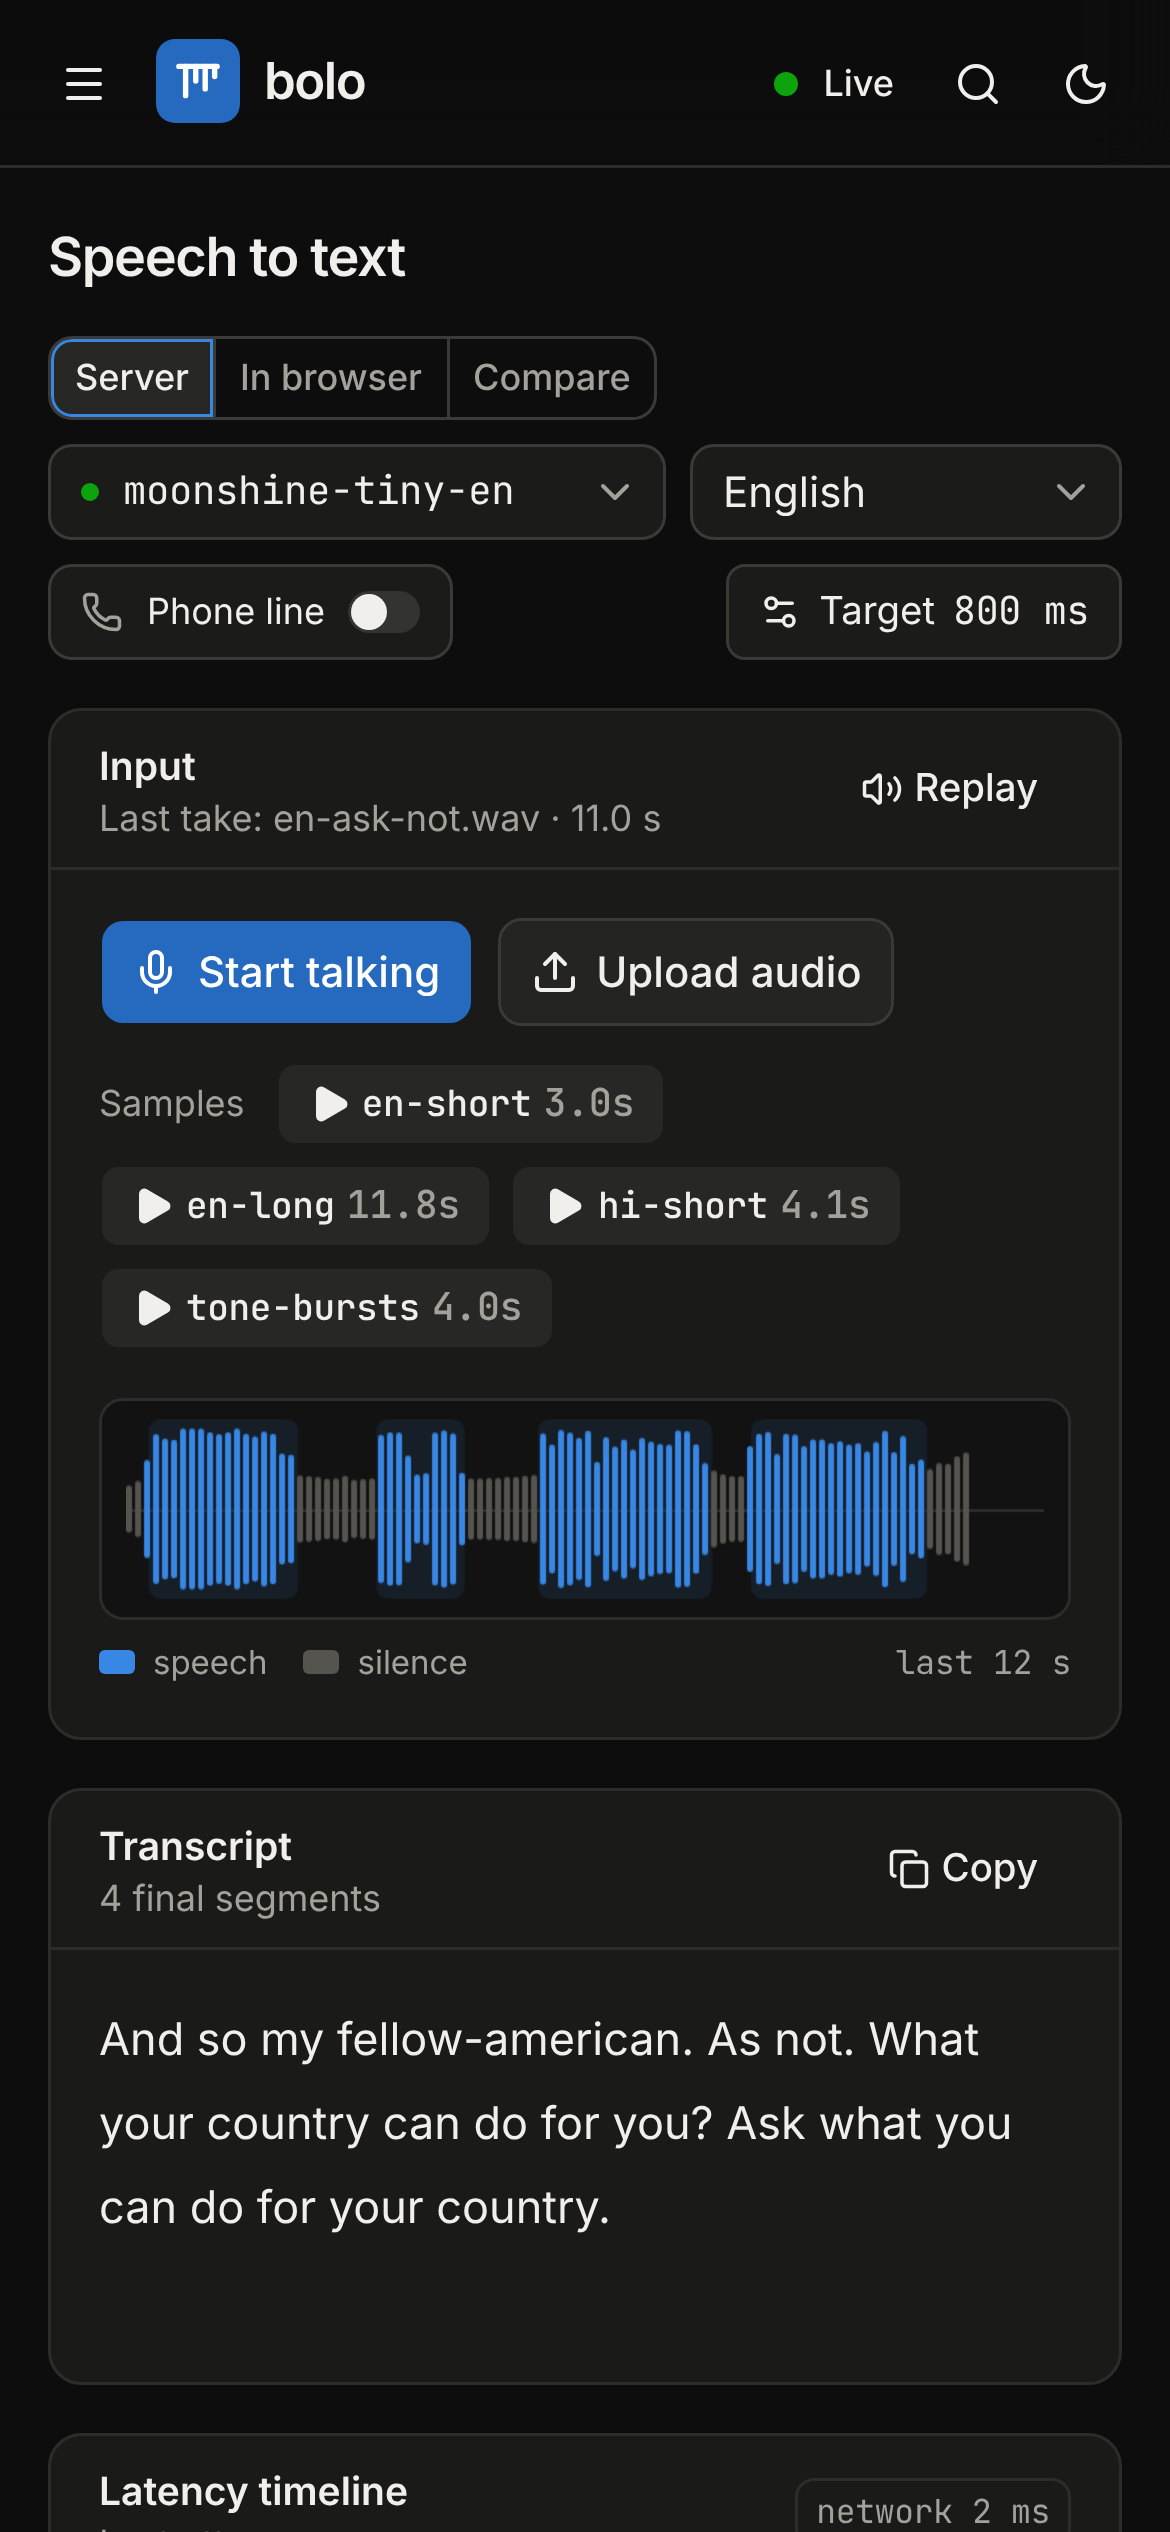 bolo
Live
Speech to text
Server
In browser
Compare
moonshine-tiny-en
English
Phone line
Target 800 ms
Input
Last take: en-ask-not.wav · 11.0 s
Replay
Start talking
Upload audio
Samples
en-short 3.0s
en-long 11.8s
hi-short 4.1s
tone-bursts 4.0s
speech
silence
last 12 s
Transcript
4 final segments
Copy
And so my fellow-american. As not. What
your country can do for you? Ask what you
can do for your country.
Latency timeline
network 2 ms